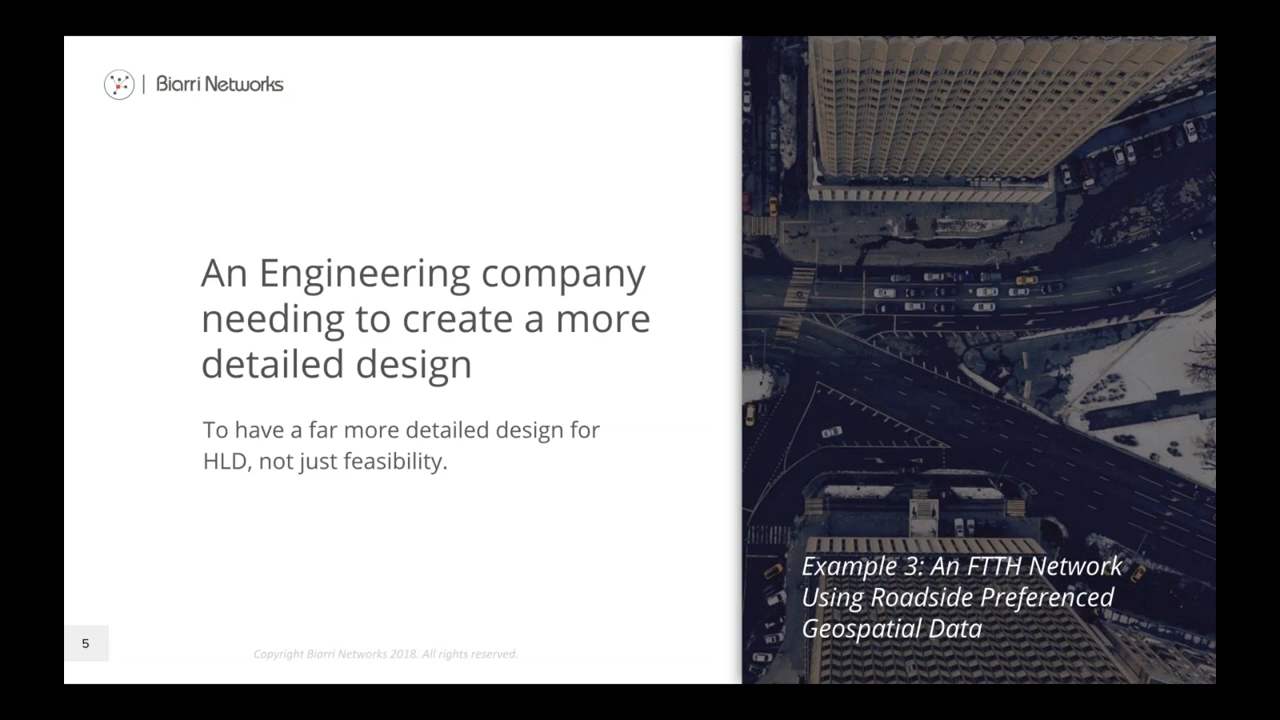 Biarri Networks
An Engineering company
needing to create a more
detailed design
To have a far more detailed design for
HLD, not just feasibility.
Example 3: An FTTH Network
Using Roadside Preferenced
Geospatial Data
5
Copyright Biarri Networks 2018. All rights reserved.